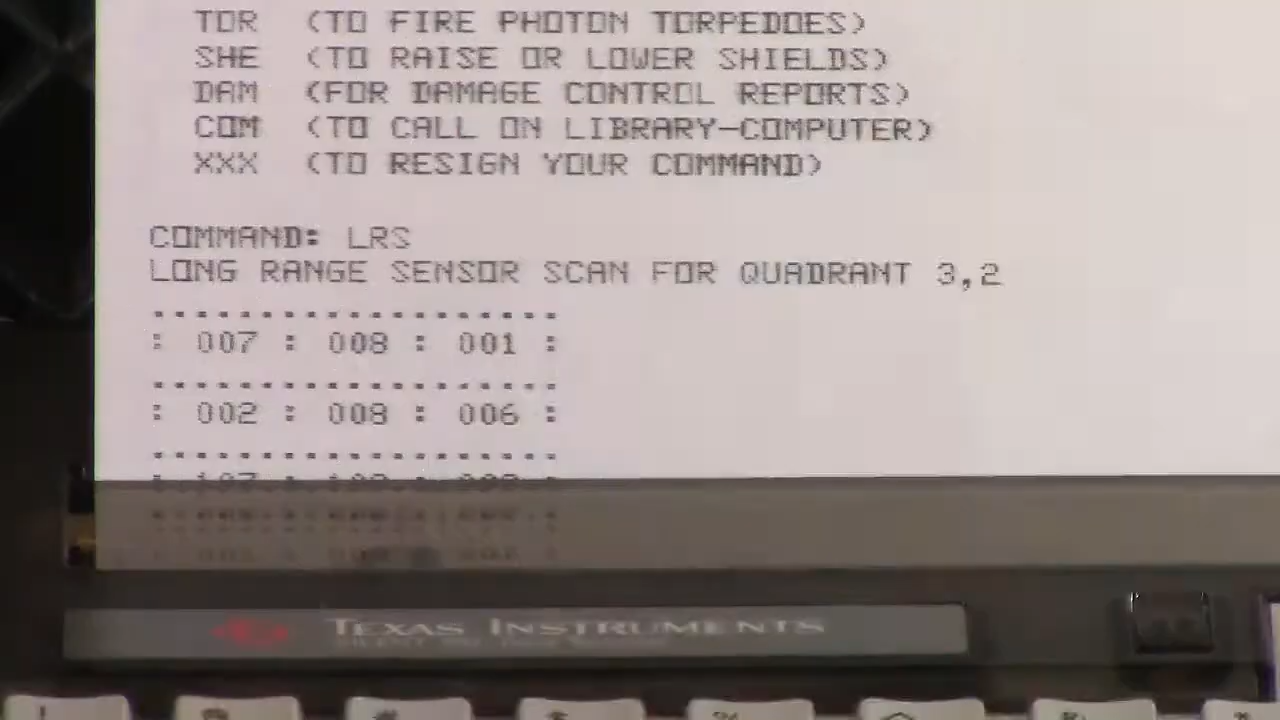 TOR (TO FIRE PHOTON TORPEDOES)
SHE (TO RAISE OR LOWER SHIELDS)
DAM (FOR DAMAGE CONTROL REPORTS)
COM (TO CALL ON LIBRARY-COMPUTER)
XXX (TO RESIGN YOUR COMMAND)
COMMAND: LRS
LONG RANGE SENSOR SCAN FOR QUADRANT 3,2
...................
: 007 : 008 : 001 :
...................
: 002 : 008 : 006 :
...................
TEXAS INSTRUMENTS